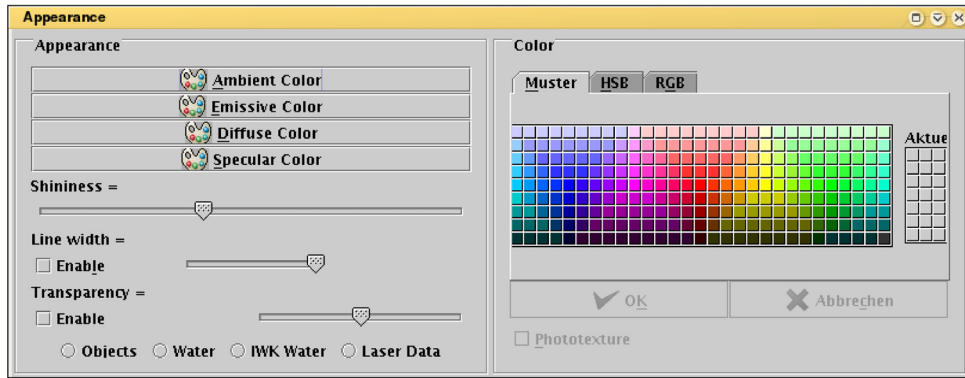 Appearance
Appearance
Ambient Color
Emissive Color
Diffuse Color
Specular Color
Shininess =
Line width =
Enable
Transparency =
Enable
Objects Water IWK Water Laser Data
Color
Muster HSB RGB
Aktue
OK Abbrechen
Phototexture